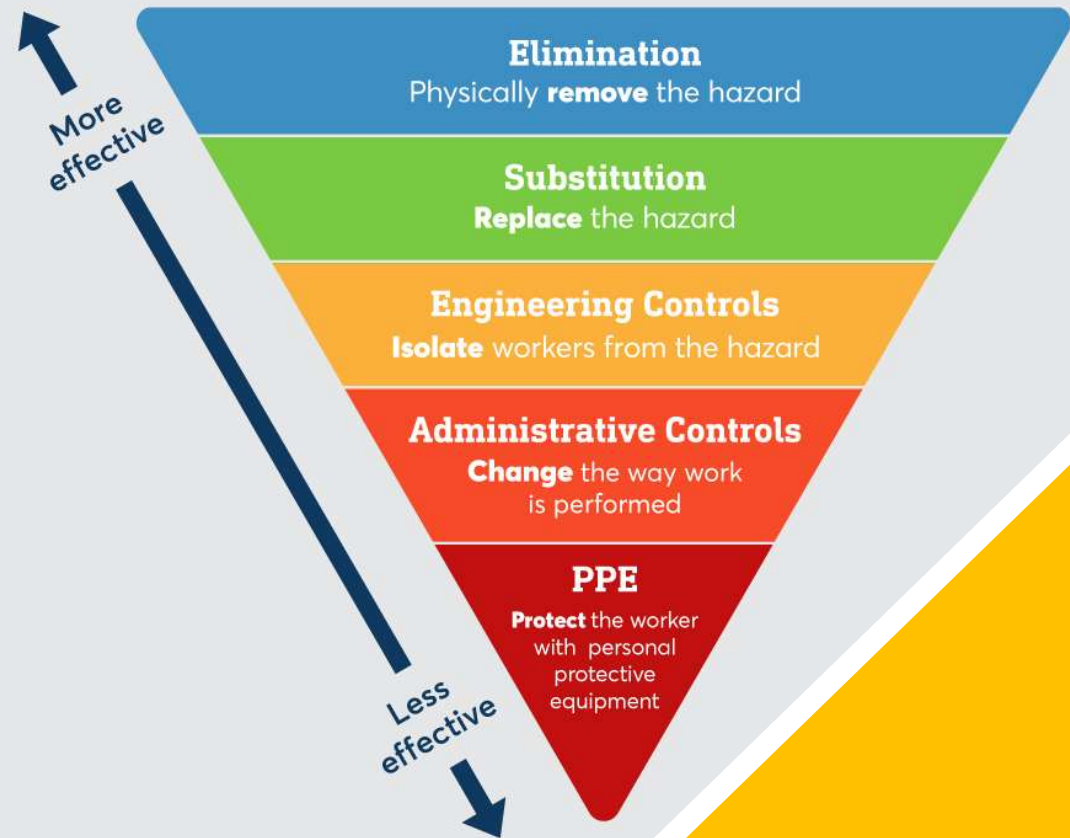 More
effective
Elimination
Physically remove the hazard
Substitution
Replace the hazard
Engineering Controls
Isolate workers from the hazard
Administrative Controls
Change the way work
is performed
PPE
Protect the worker
with personal
protective
equipment
Less
effective